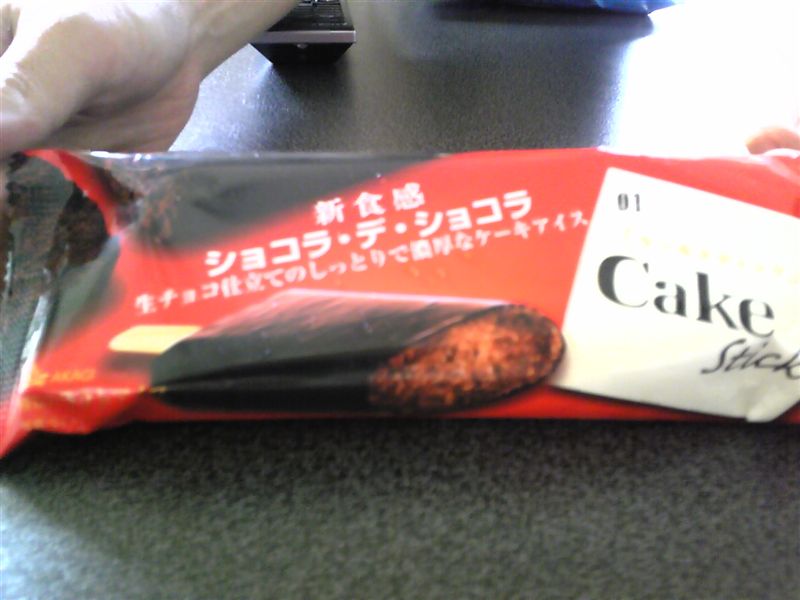 新食感
ショコラ・デ・ショコラ
生チョコ仕立てのしっとりで濃厚なケーキアイス
01
Cake
Stick
AKAGI